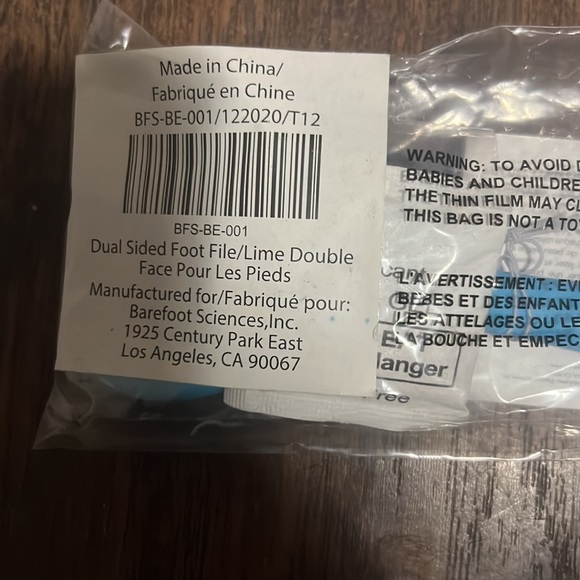 Made in China/
Fabriqué en Chine
BFS-BE-001/122020/T12
BFS-BE-001
Dual Sided Foot File/Lime Double
Face Pour Les Pieds
Manufactured for/Fabriqué pour:
Barefoot Sciences,Inc.
1925 Century Park East
Los Angeles, CA 90067
WARNING: TO AVOID
BABIES AND CHILDRE
THE THIN FILM MAY CL
THIS BAG IS NOT A TOY
L'AVERTISSEMENT : EV
BEBES ET DES ENFANT
LES ATTELAGES OU LE
LA BOUCHE ET EMPEC